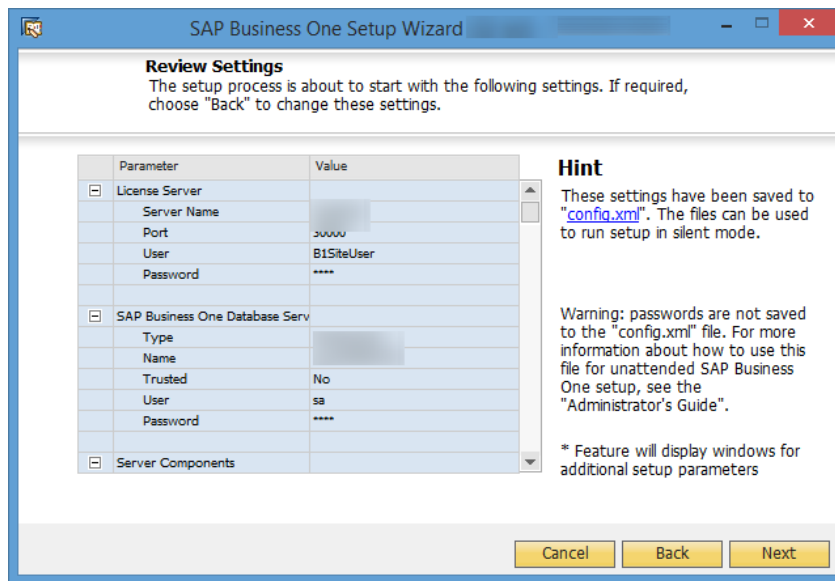 SAP Business One Setup Wizard
Review Settings
The setup process is about to start with the following settings. If required,
choose "Back" to change these settings.
Parameter Value
License Server
Server Name
Port 30000
User B1SiteUser
Password ****
SAP Business One Database Serv
Type
Name
Trusted No
User sa
Password ****
Server Components
Hint
These settings have been saved to
"config.xml". The files can be used
to run setup in silent mode.
Warning: passwords are not saved
to the "config.xml" file. For more
information about how to use this
file for unattended SAP Business
One setup, see the
"Administrator's Guide".
* Feature will display windows for
additional setup parameters
Cancel Back Next